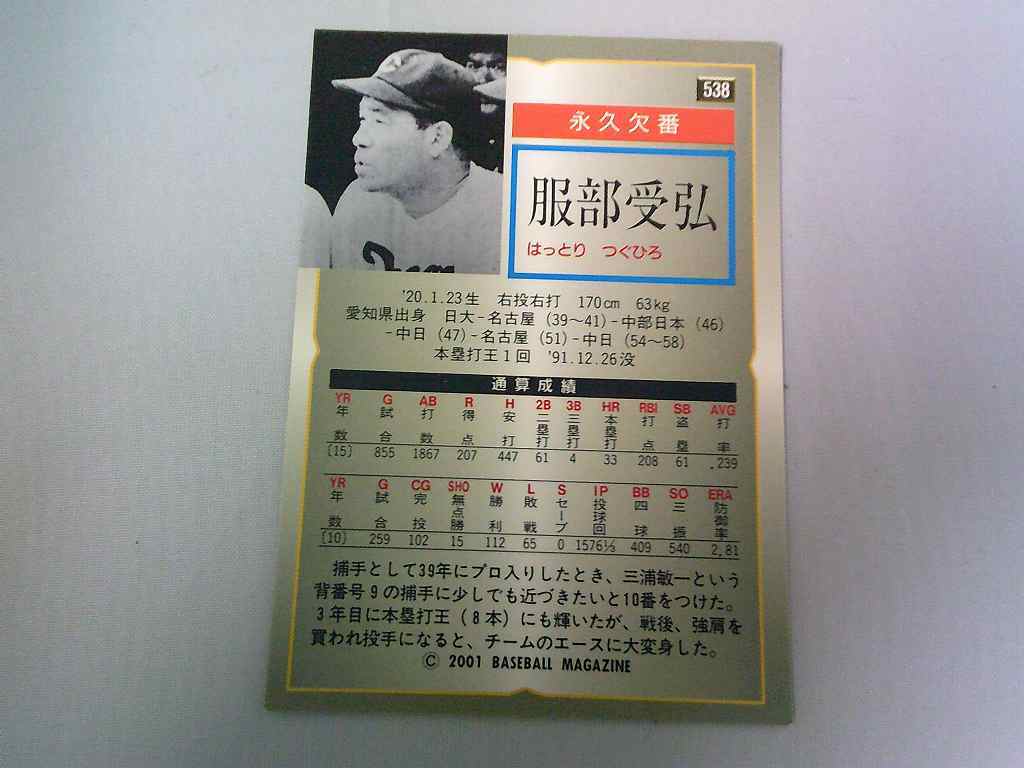 538
永久欠番
服部受弘
はっとり つぐひろ
'20.1.23生 右投右打 170cm 63kg
愛知県出身 日大-名古屋(39〜41)-中部日本(46)
-中日(47)-名古屋(51)-中日(54〜58)
本塁打王1回 '91.12.26没
通算成績
YR G AB R H 2B 3B HR RBI SB AVG
年数 試合 打数 得点 安打 二塁打 三塁打 本塁打 打点 盗塁 打率
(15) 855 1867 207 447 61 4 33 208 61 .239
YR G CG SHO W L S IP BB SO ERA
年数 試合 完投 無点勝 勝利 敗戦 セーブ 投球回 四球 三振 防御率
(10) 259 102 15 112 65 0 1576⅓ 409 540 2.81
捕手として39年にプロ入りしたとき、三浦敏一という
背番号9の捕手に少しでも近づきたいと10番をつけた。
3年目に本塁打王(8本)にも輝いたが、戦後、強肩を
買われ投手になると、チームのエースに大変身した。
© 2001 BASEBALL MAGAZINE